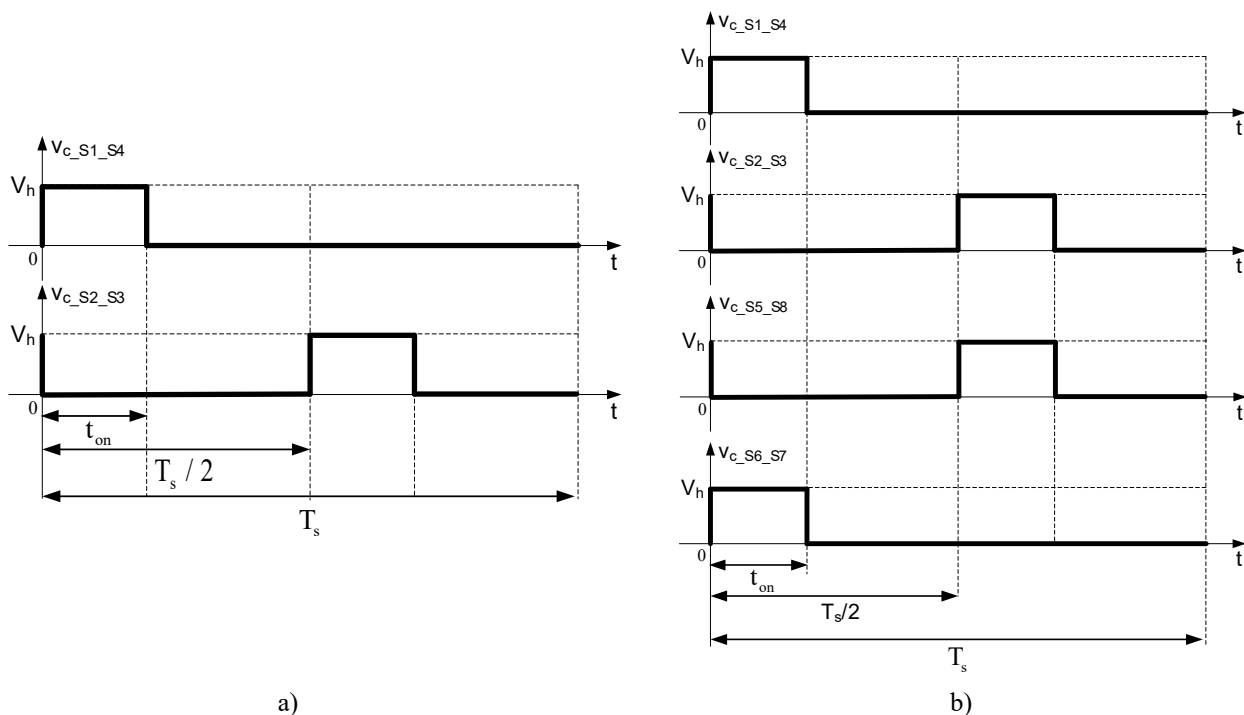 v_c_S1_S4
V_h
0
t
v_c_S2_S3
V_h
0
t
t_on
T_s / 2
T_s
a)
v_c_S1_S4
V_h
0
t
v_c_S2_S3
V_h
0
t
v_c_S5_S8
V_h
0
t
v_c_S6_S7
V_h
0
t
t_on
T_s/2
T_s
b)